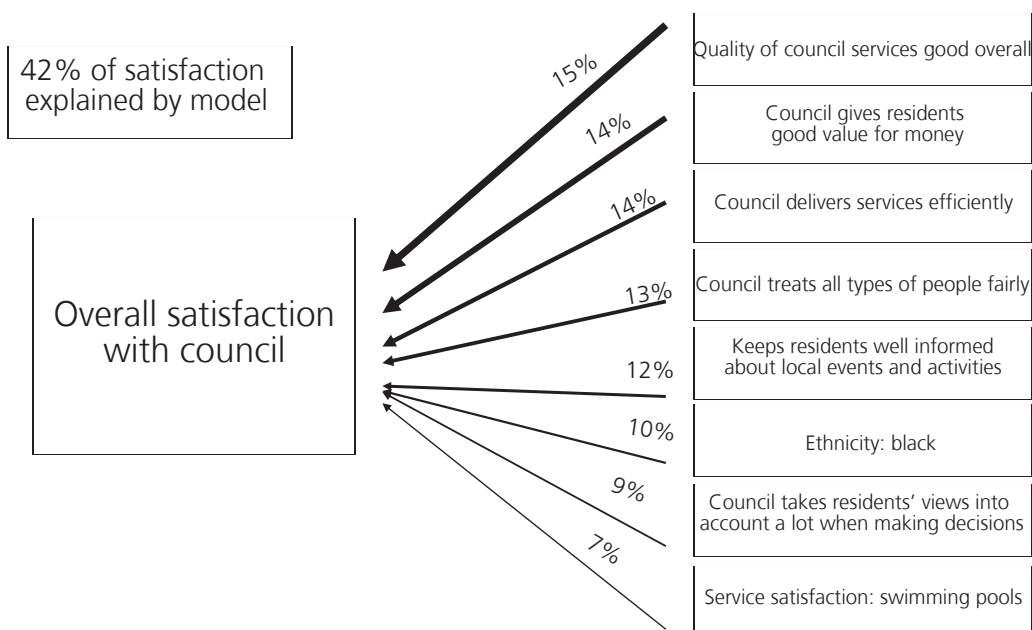 42% of satisfaction
explained by model
Overall satisfaction
with council
15%
Quality of council services good overall
14%
Council gives residents
good value for money
14%
Council delivers services efficiently
13%
Council treats all types of people fairly
12%
Keeps residents well informed
about local events and activities
10%
Ethnicity: black
9%
Council takes residents’ views into
account a lot when making decisions
7%
Service satisfaction: swimming pools